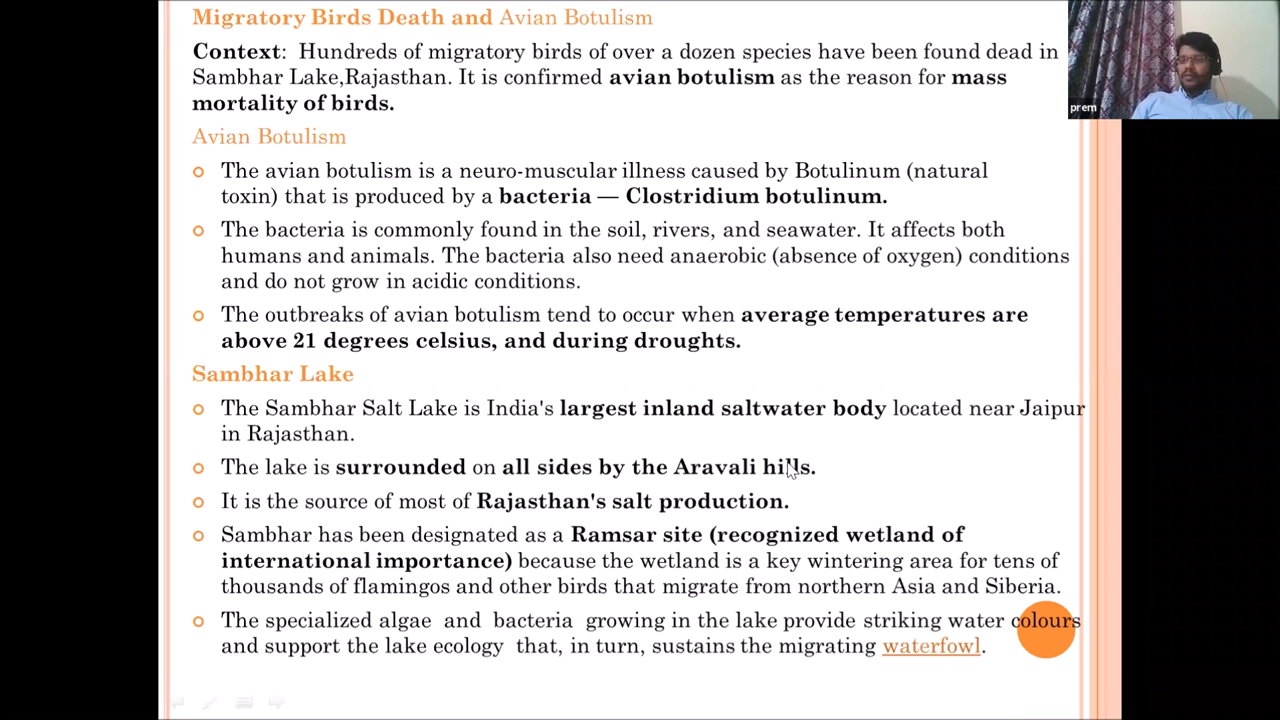 Migratory Birds Death and Avian Botulism
Context:  Hundreds of migratory birds of over a dozen species have been found dead in
Sambhar Lake,Rajasthan. It is confirmed avian botulism as the reason for mass
mortality of birds.
prem
Avian Botulism
The avian botulism is a neuro-muscular illness caused by Botulinum (natural
toxin) that is produced by a bacteria — Clostridium botulinum.
The bacteria is commonly found in the soil, rivers, and seawater. It affects both
humans and animals. The bacteria also need anaerobic (absence of oxygen) conditions
and do not grow in acidic conditions.
The outbreaks of avian botulism tend to occur when average temperatures are
above 21 degrees celsius, and during droughts.
Sambhar Lake
The Sambhar Salt Lake is India's largest inland saltwater body located near Jaipur
in Rajasthan.
The lake is surrounded on all sides by the Aravali hills.
It is the source of most of Rajasthan's salt production.
Sambhar has been designated as a Ramsar site (recognized wetland of
international importance) because the wetland is a key wintering area for tens of
thousands of flamingos and other birds that migrate from northern Asia and Siberia.
The specialized algae  and  bacteria  growing in the lake provide striking water colours
and support the lake ecology  that, in turn, sustains the migrating waterfowl.